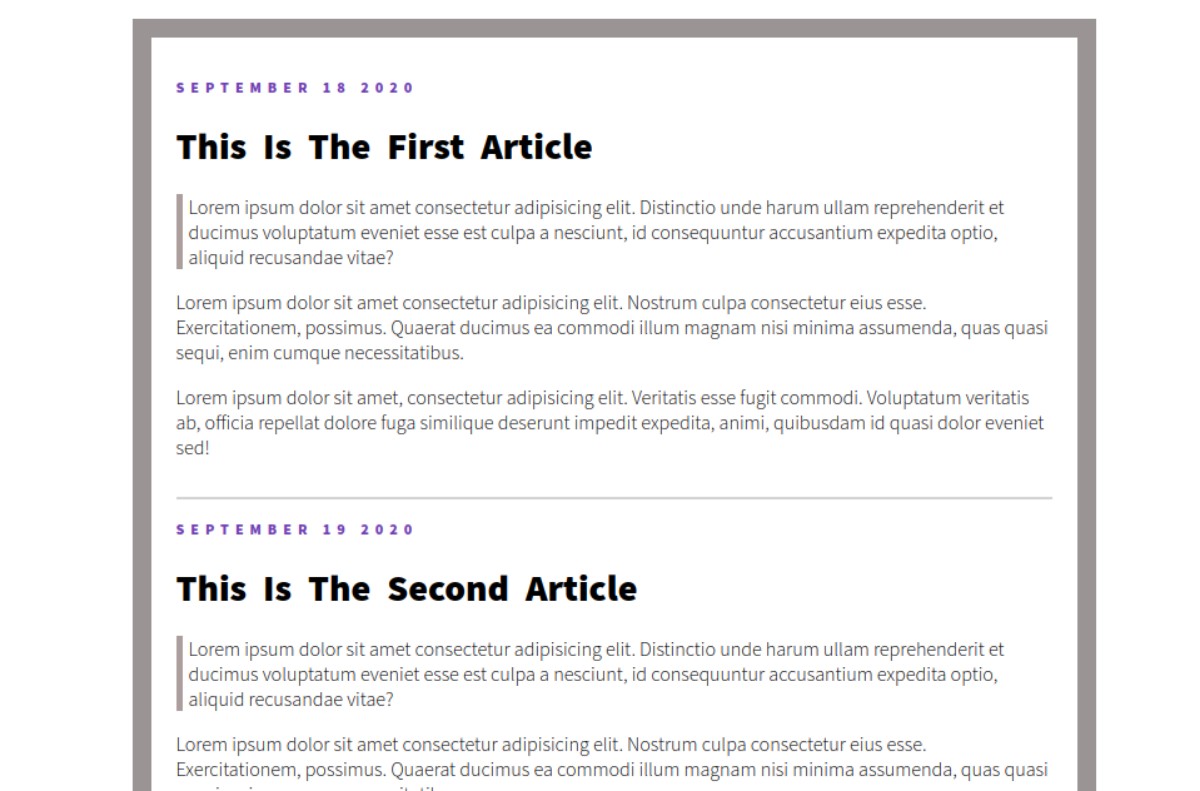 SEPTEMBER 18 2020
This Is The First Article
Lorem ipsum dolor sit amet consectetur adipisicing elit. Distinctio unde harum ullam reprehenderit et
ducimus voluptatum eveniet esse est culpa a nesciunt, id consequuntur accusantium expedita optio,
aliquid recusandae vitae?
Lorem ipsum dolor sit amet consectetur adipisicing elit. Nostrum culpa consectetur eius esse.
Exercitationem, possimus. Quaerat ducimus ea commodi illum magnam nisi minima assumenda, quas quasi
sequi, enim cumque necessitatibus.
Lorem ipsum dolor sit amet, consectetur adipisicing elit. Veritatis esse fugit commodi. Voluptatum veritatis
ab, officia repellat dolore fuga similique deserunt impedit expedita, animi, quibusdam id quasi dolor eveniet
sed!
SEPTEMBER 19 2020
This Is The Second Article
Lorem ipsum dolor sit amet consectetur adipisicing elit. Distinctio unde harum ullam reprehenderit et
ducimus voluptatum eveniet esse est culpa a nesciunt, id consequuntur accusantium expedita optio,
aliquid recusandae vitae?
Lorem ipsum dolor sit amet consectetur adipisicing elit. Nostrum culpa consectetur eius esse.
Exercitationem, possimus. Quaerat ducimus ea commodi illum magnam nisi minima assumenda, quas quasi